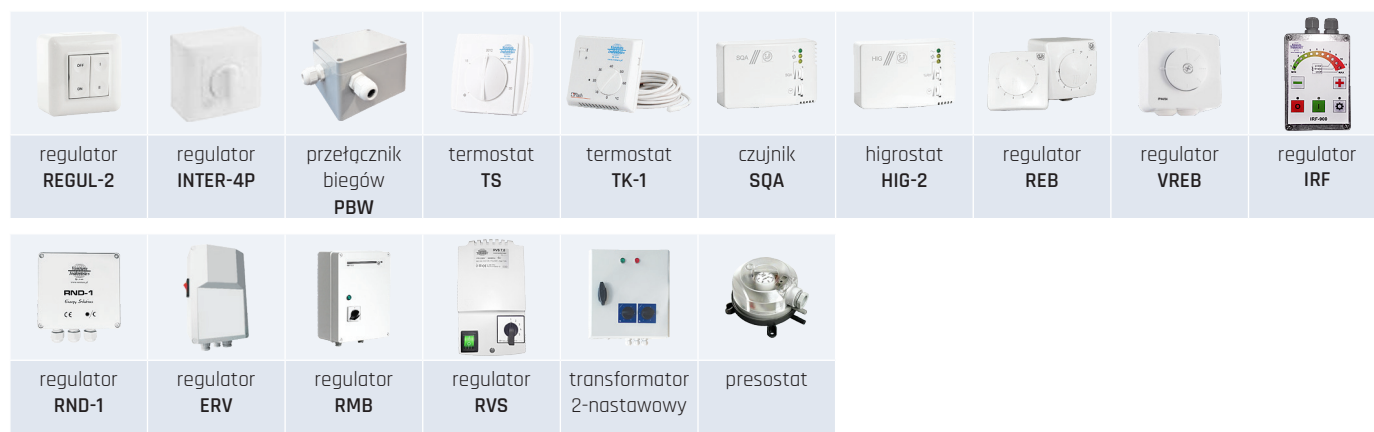 OFF
ON
SQA
HIG
IRF-900
regulator
REGUL-2
regulator
INTER-4P
przełącznik
biegów
PBW
termostat
TS
termostat
TK-1
czujnik
SQA
higrostat
HIG-2
regulator
REB
regulator
VREB
regulator
IRF
RND-1
Energy Solutions
CE
regulator
RND-1
regulator
ERV
regulator
RMB
regulator
RVS
transformator
2-nastawowy
presostat